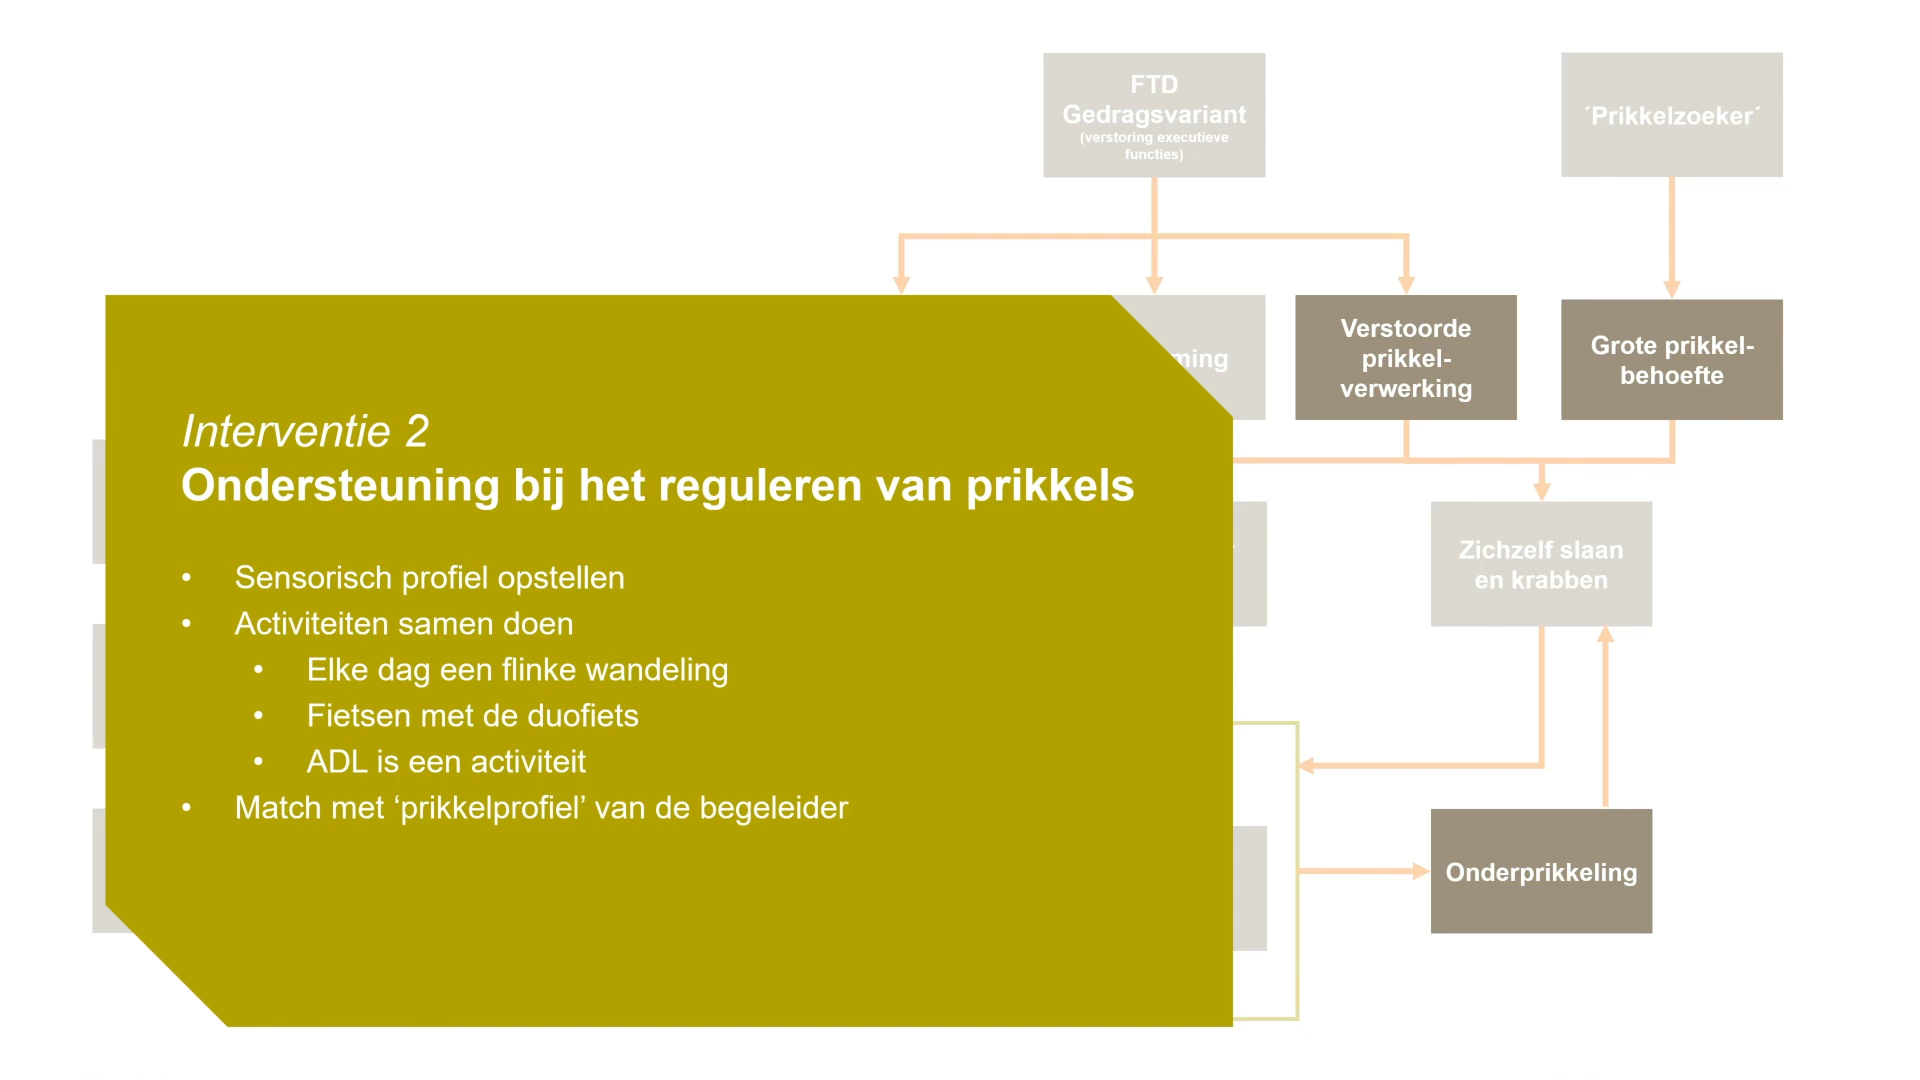 FTD
Gedragsvariant
(verstoring executieve
functies)
´Prikkelzoeker´
Verstoorde
prikkel-
verwerking
Grote prikkel-
behoefte
Interventie 2
Ondersteuning bij het reguleren van prikkels
• Sensorisch profiel opstellen
• Activiteiten samen doen
• Elke dag een flinke wandeling
• Fietsen met de duofiets
• ADL is een activiteit
• Match met ‘prikkelprofiel’ van de begeleider
Zichzelf slaan
en krabben
Onderprikkeling